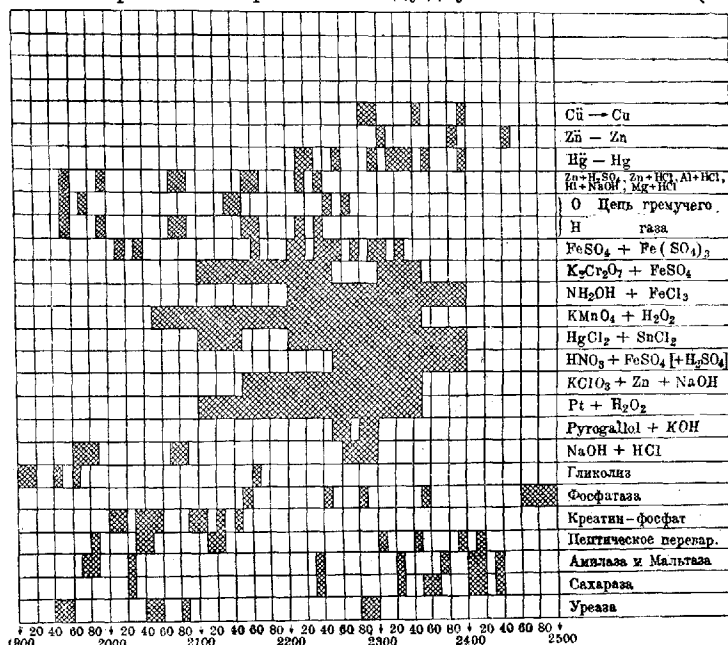 Cü → Cu
Zn̈ — Zn
Hg̈ — Hg
Zn+H₂SO₄, Zn+HCl, Al+HCl,
Hl+NaOH, Mg+HCl
O Цепь гремучего
H газа
FeSO₄ + Fe(SO₄)₃
K₂Cr₂O₇ + FeSO₄
NH₂OH + FeCl₃
KMnO₄ + H₂O₂
HgCl₂ + SnCl₂
HNO₃ + FeSO₄ [+H₂SO₄]
KClO₃ + Zn + NaOH
Pt + H₂O₂
Pyrogallol + KOH
NaOH + HCl
Гликолиз
Фосфатаза
Креатин-фосфат
Пептическое перевар.
Амилаза и Мальтаза
Сахараза
Уреаза
↓ 20 40 60 80 ↓ 20 40 60 80 ↓ 20 40 60 80 ↓ 20 40 60 80 ↓ 20 40 60 80 ↓ 20 40 60 80 ↓ 20 40 60 80 ↓
1900 2000 2100 2200 2300 2400 2500